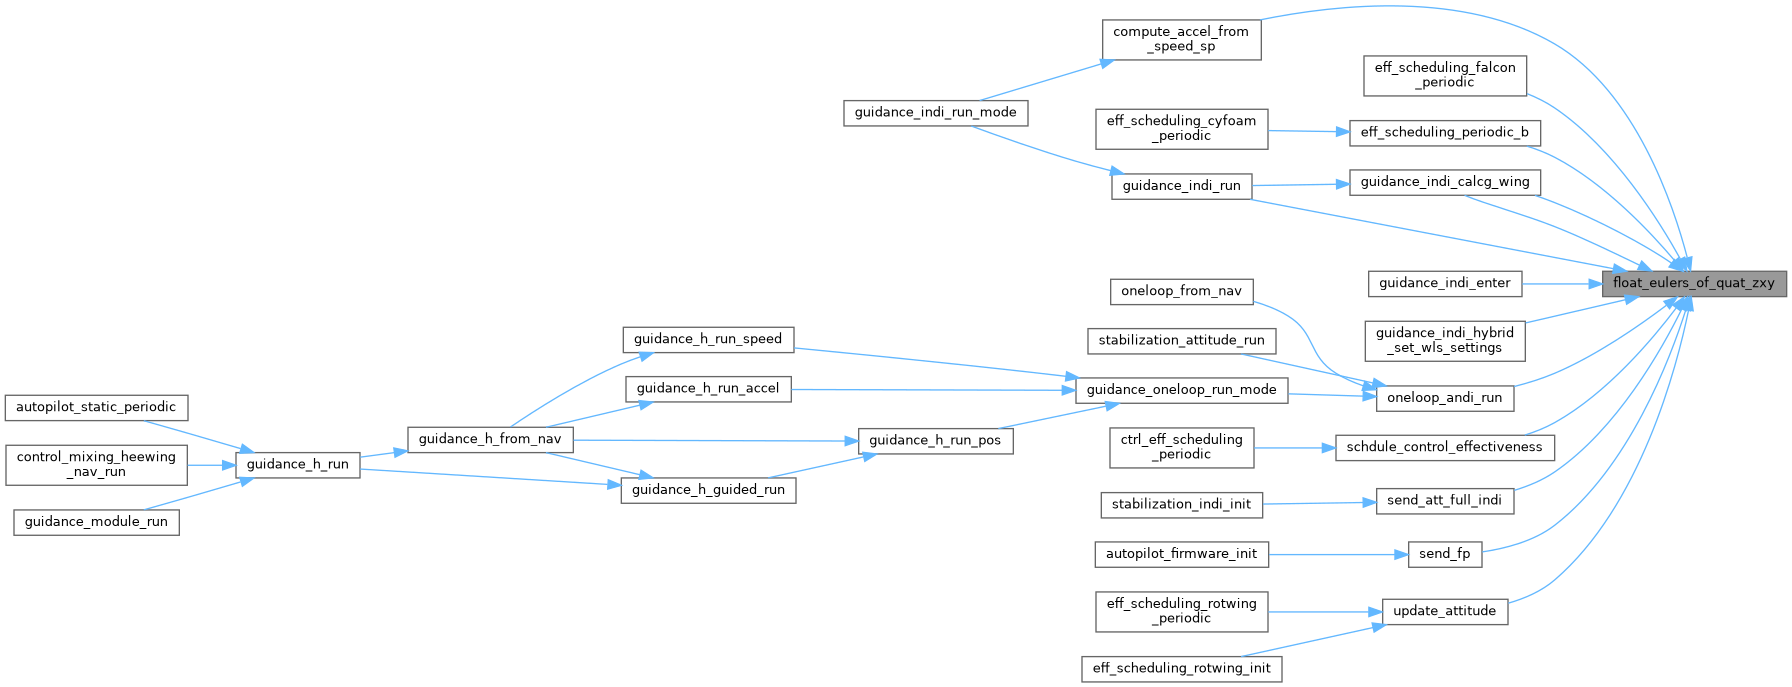 compute_accel_from
_speed_sp
eff_scheduling_falcon
_periodic
guidance_indi_run_mode
eff_scheduling_cyfoam
_periodic
eff_scheduling_periodic_b
guidance_indi_run
guidance_indi_calcg_wing
float_eulers_of_quat_zxy
guidance_indi_enter
oneloop_from_nav
guidance_indi_hybrid
_set_wls_settings
stabilization_attitude_run
guidance_h_run_speed
guidance_h_run_accel
guidance_oneloop_run_mode
oneloop_andi_run
autopilot_static_periodic
guidance_h_from_nav
guidance_h_run_pos
ctrl_eff_scheduling
_periodic
schdule_control_effectiveness
control_mixing_heewing
_nav_run
guidance_h_run
guidance_h_guided_run
stabilization_indi_init
send_att_full_indi
guidance_module_run
autopilot_firmware_init
send_fp
eff_scheduling_rotwing
_periodic
update_attitude
eff_scheduling_rotwing_init